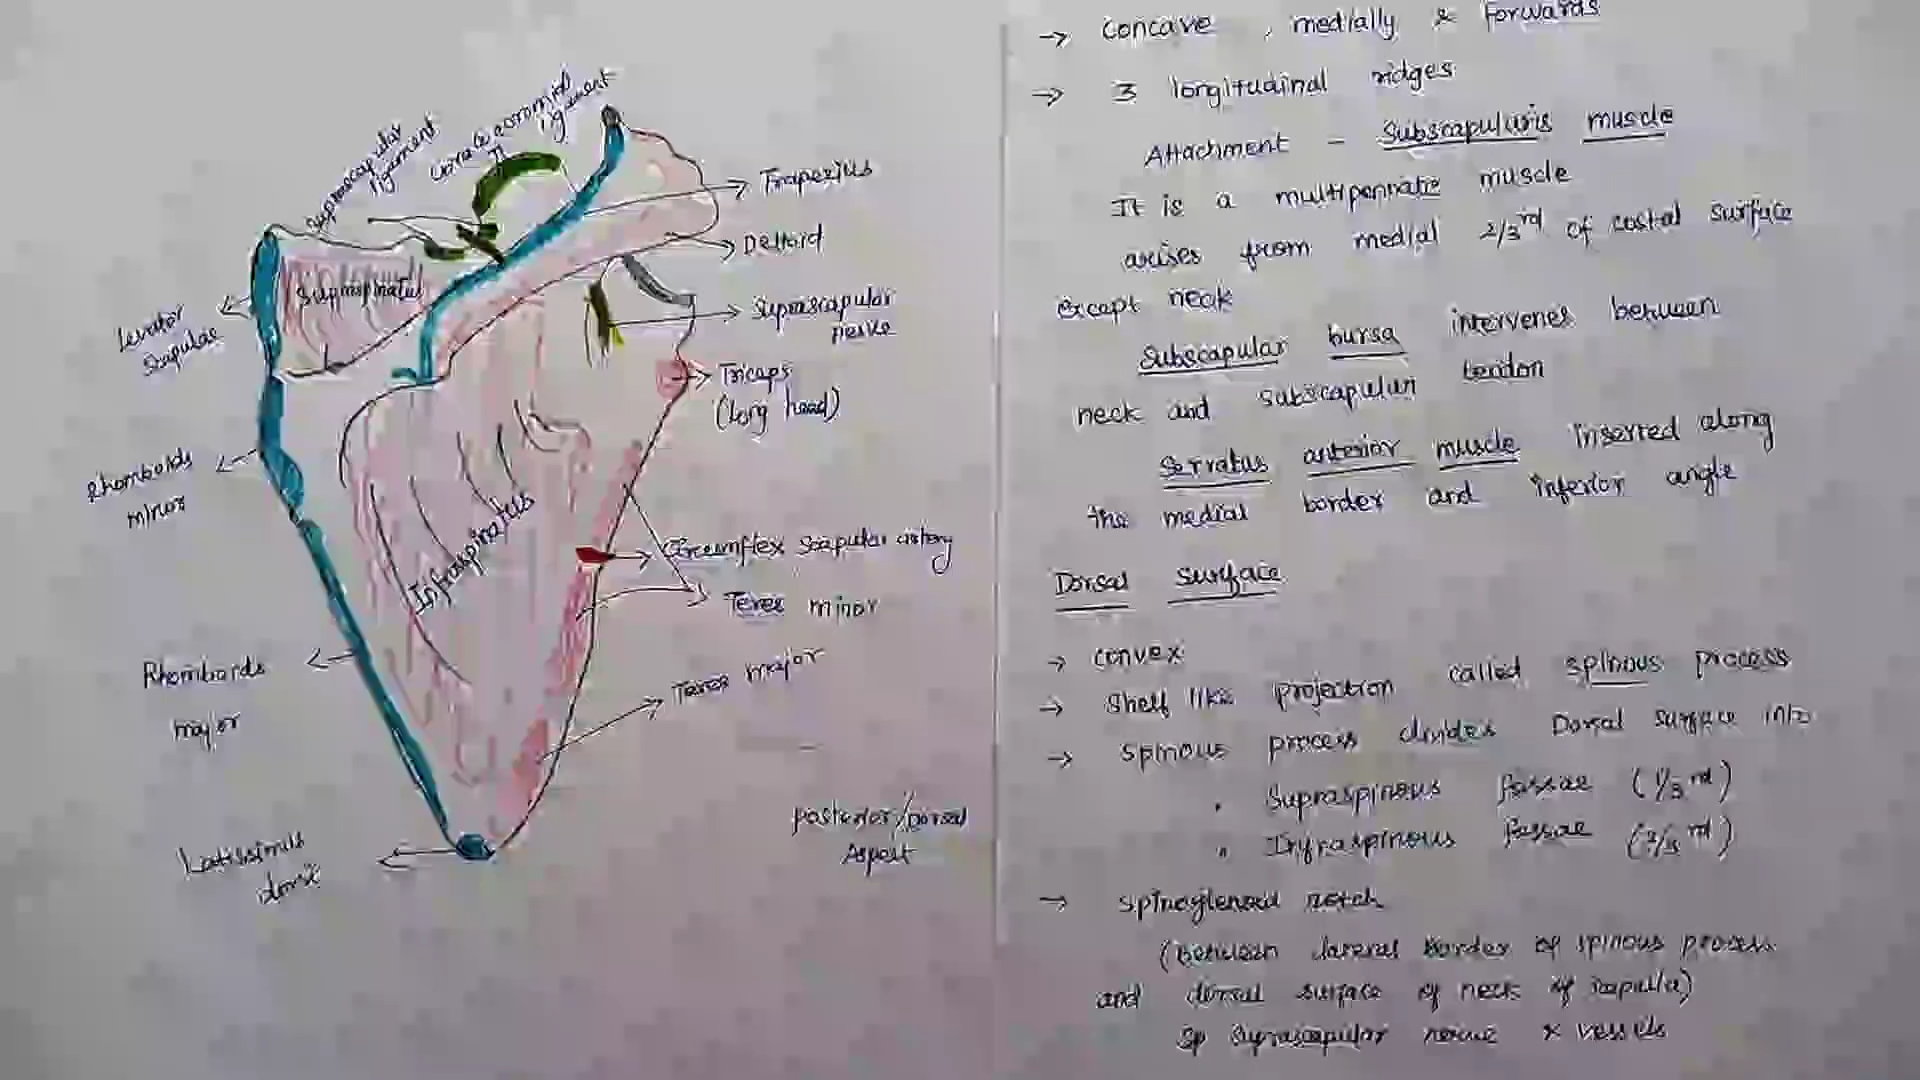 Suprascapular
ligament
acromial
ligament
Trapezius
Deltoid
Supraspinatus
Suprascapular
nerve
Levator
Scapulae
Triceps
(long head)
Rhomboids
minor
Infraspinatus
Circumflex Scapular artery
Teres minor
Rhomboids
major
Teres major
Posterior/Dorsal
Aspect
Latissimus
dorsi
→ Concave, medially & Forwards
→ 3 longitudinal ridges
Attachment - Subscapularis muscle
It is a multipennate muscle
arises from medial 2/3rd of costal surface
except neck
Subscapular bursa intervenes between
neck and subscapular tendon
Serratus anterior muscle inserted along
the medial border and inferior angle
Dorsal surface
→ convex
→ Shelf like projection called spinous process
→ Spinous process divides Dorsal surface into
• Supraspinous fossae (1/3rd)
• Infraspinous fossae (2/3rd)
→ Spinoglenoid notch
(Between lateral border of spinous process
and dorsal surface of neck of scapula)
Sp Suprascapular nerve & vessels